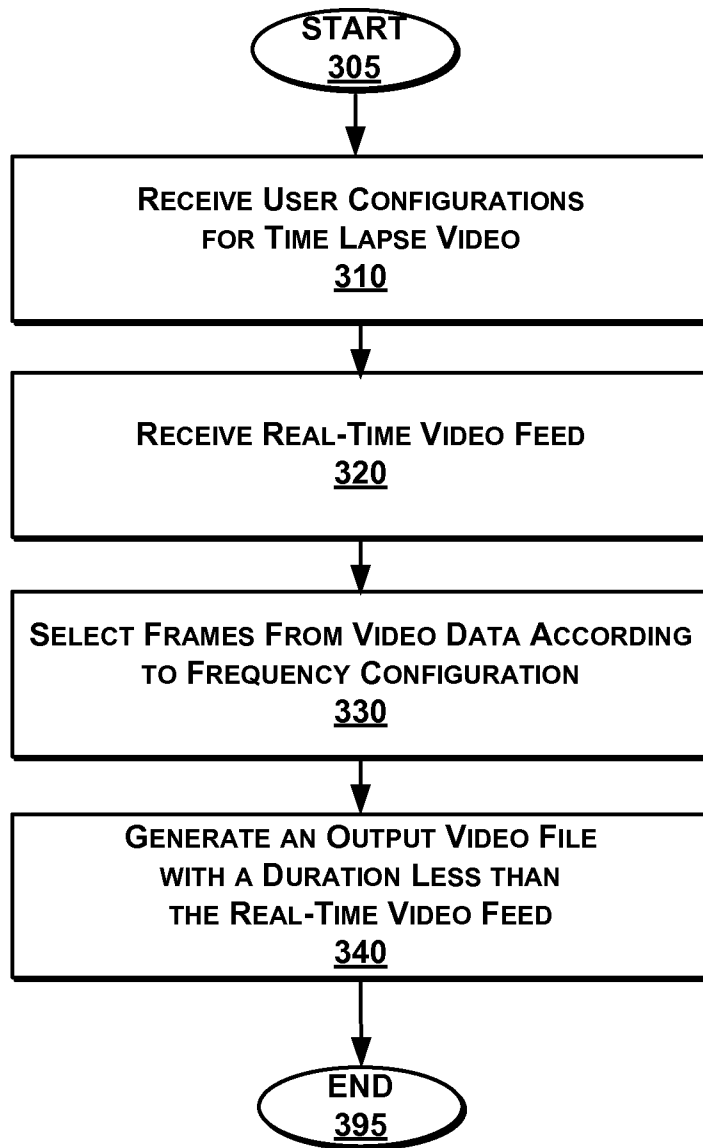 START
305
RECEIVE USER CONFIGURATIONS
FOR TIME LAPSE VIDEO
310
RECEIVE REAL-TIME VIDEO FEED
320
SELECT FRAMES FROM VIDEO DATA ACCORDING
TO FREQUENCY CONFIGURATION
330
GENERATE AN OUTPUT VIDEO FILE
WITH A DURATION LESS THAN
THE REAL-TIME VIDEO FEED
340
END
395